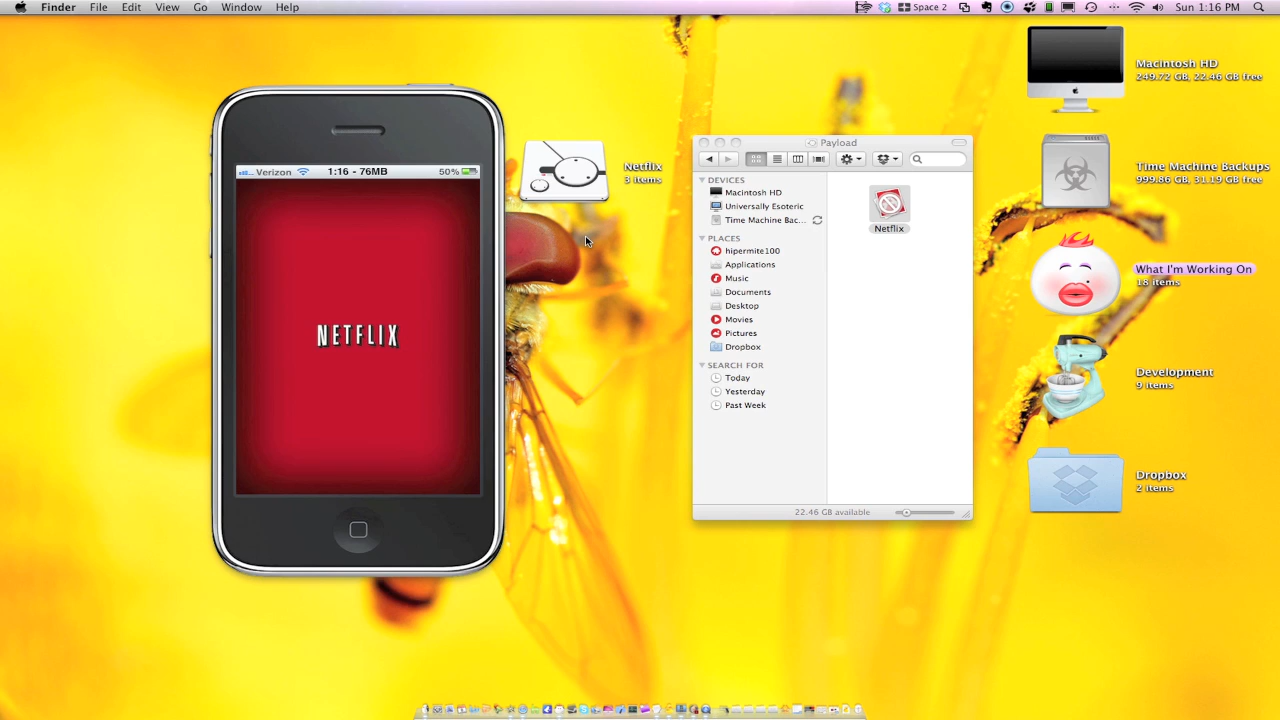 Finder File Edit View Go Window Help
Space 2
Sun 1:16 PM
Macintosh HD
249.72 GB, 22.46 GB free
Time Machine Backups
999.86 GB, 31.19 GB free
What I'm Working On
18 items
Development
9 items
Dropbox
2 items
Verizon 1:16 - 76MB 50%
NETFLIX
Netflix
3 items
Payload
DEVICES
Macintosh HD
Universally Esoteric
Time Machine Bac...
PLACES
hipermite100
Applications
Music
Documents
Desktop
Movies
Pictures
Dropbox
SEARCH FOR
Today
Yesterday
Past Week
Netflix
22.46 GB available